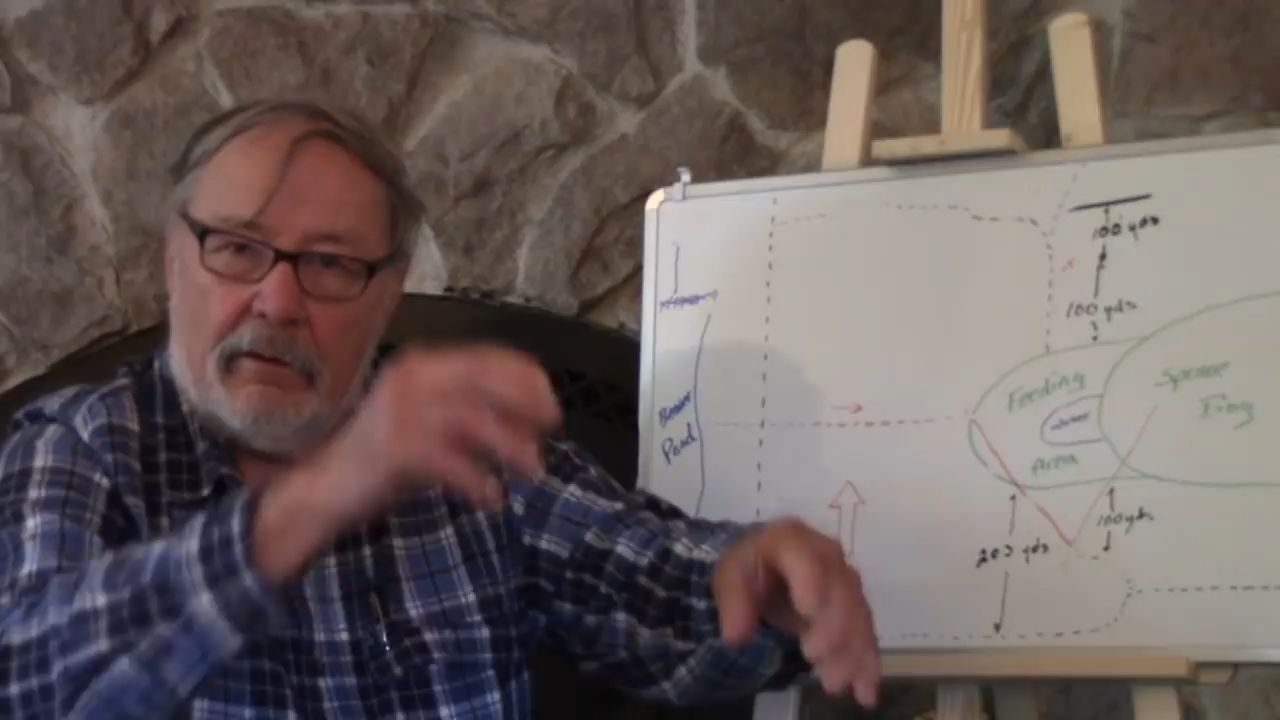 100 yds
100 yds
Feeding
Area
Spruce
Bog
Beaver
Pond
100 yds
200 yds